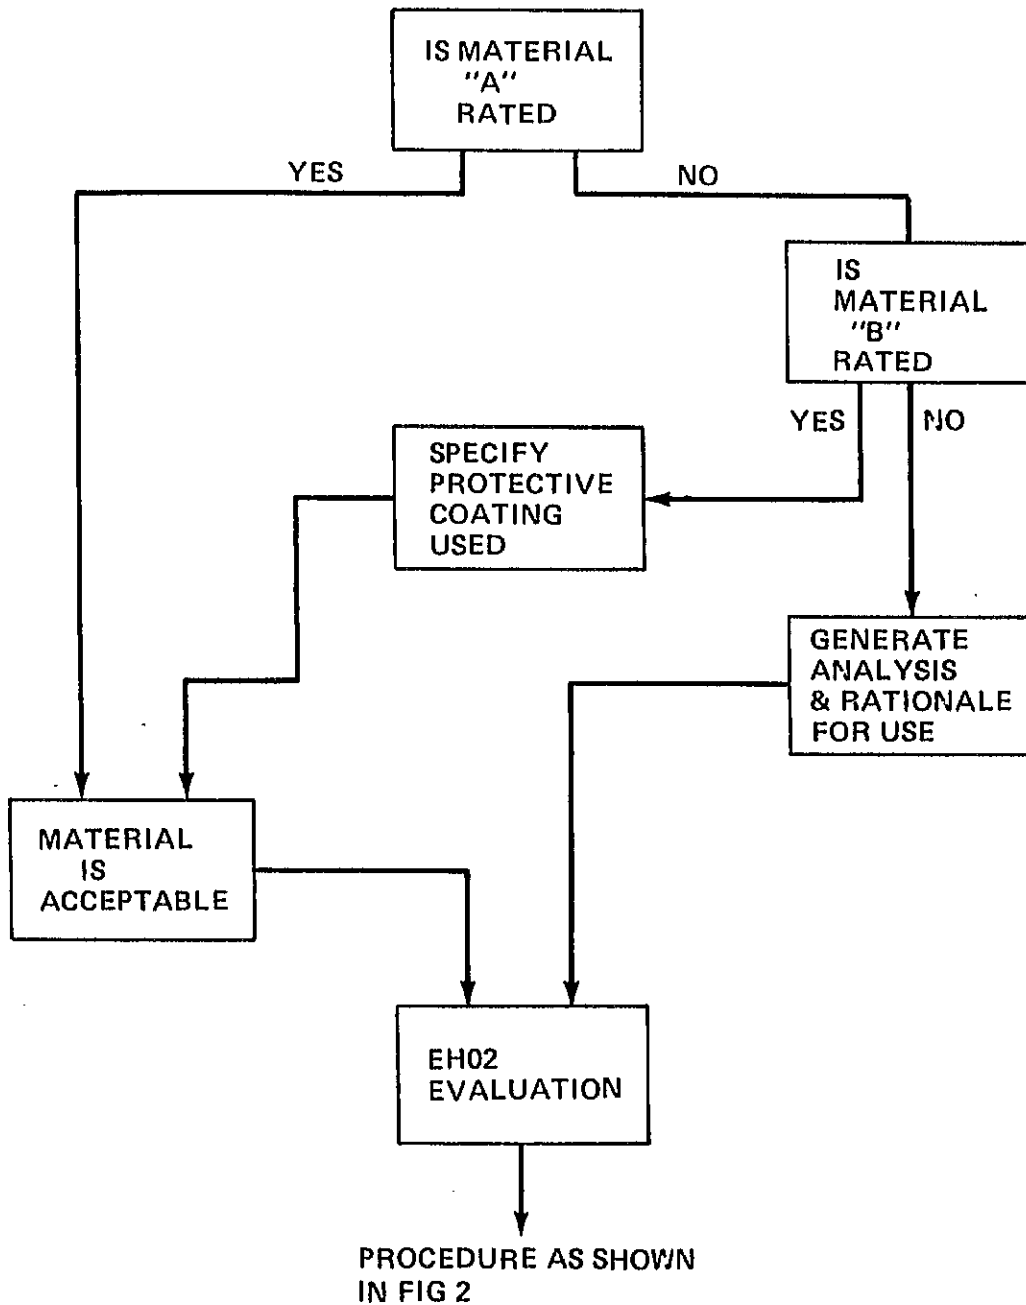 IS MATERIAL
"A"
RATED
YES
NO
IS
MATERIAL
"B"
RATED
YES
NO
SPECIFY
PROTECTIVE
COATING
USED
GENERATE
ANALYSIS
& RATIONALE
FOR USE
MATERIAL
IS
ACCEPTABLE
EH02
EVALUATION
PROCEDURE AS SHOWN
IN FIG 2